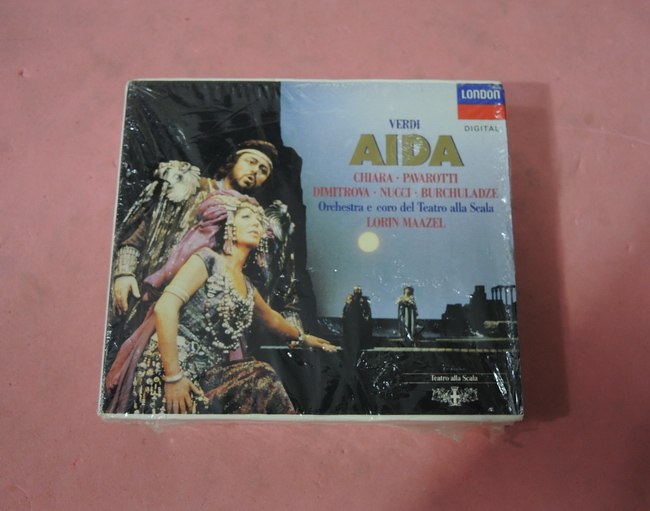 LONDON
DIGITAL
VERDI
AIDA
CHIARA · PAVAROTTI
DIMITROVA · NUCCI · BURCHULADZE
Orchestra e coro del Teatro alla Scala
LORIN MAAZEL
Teatro alla Scala